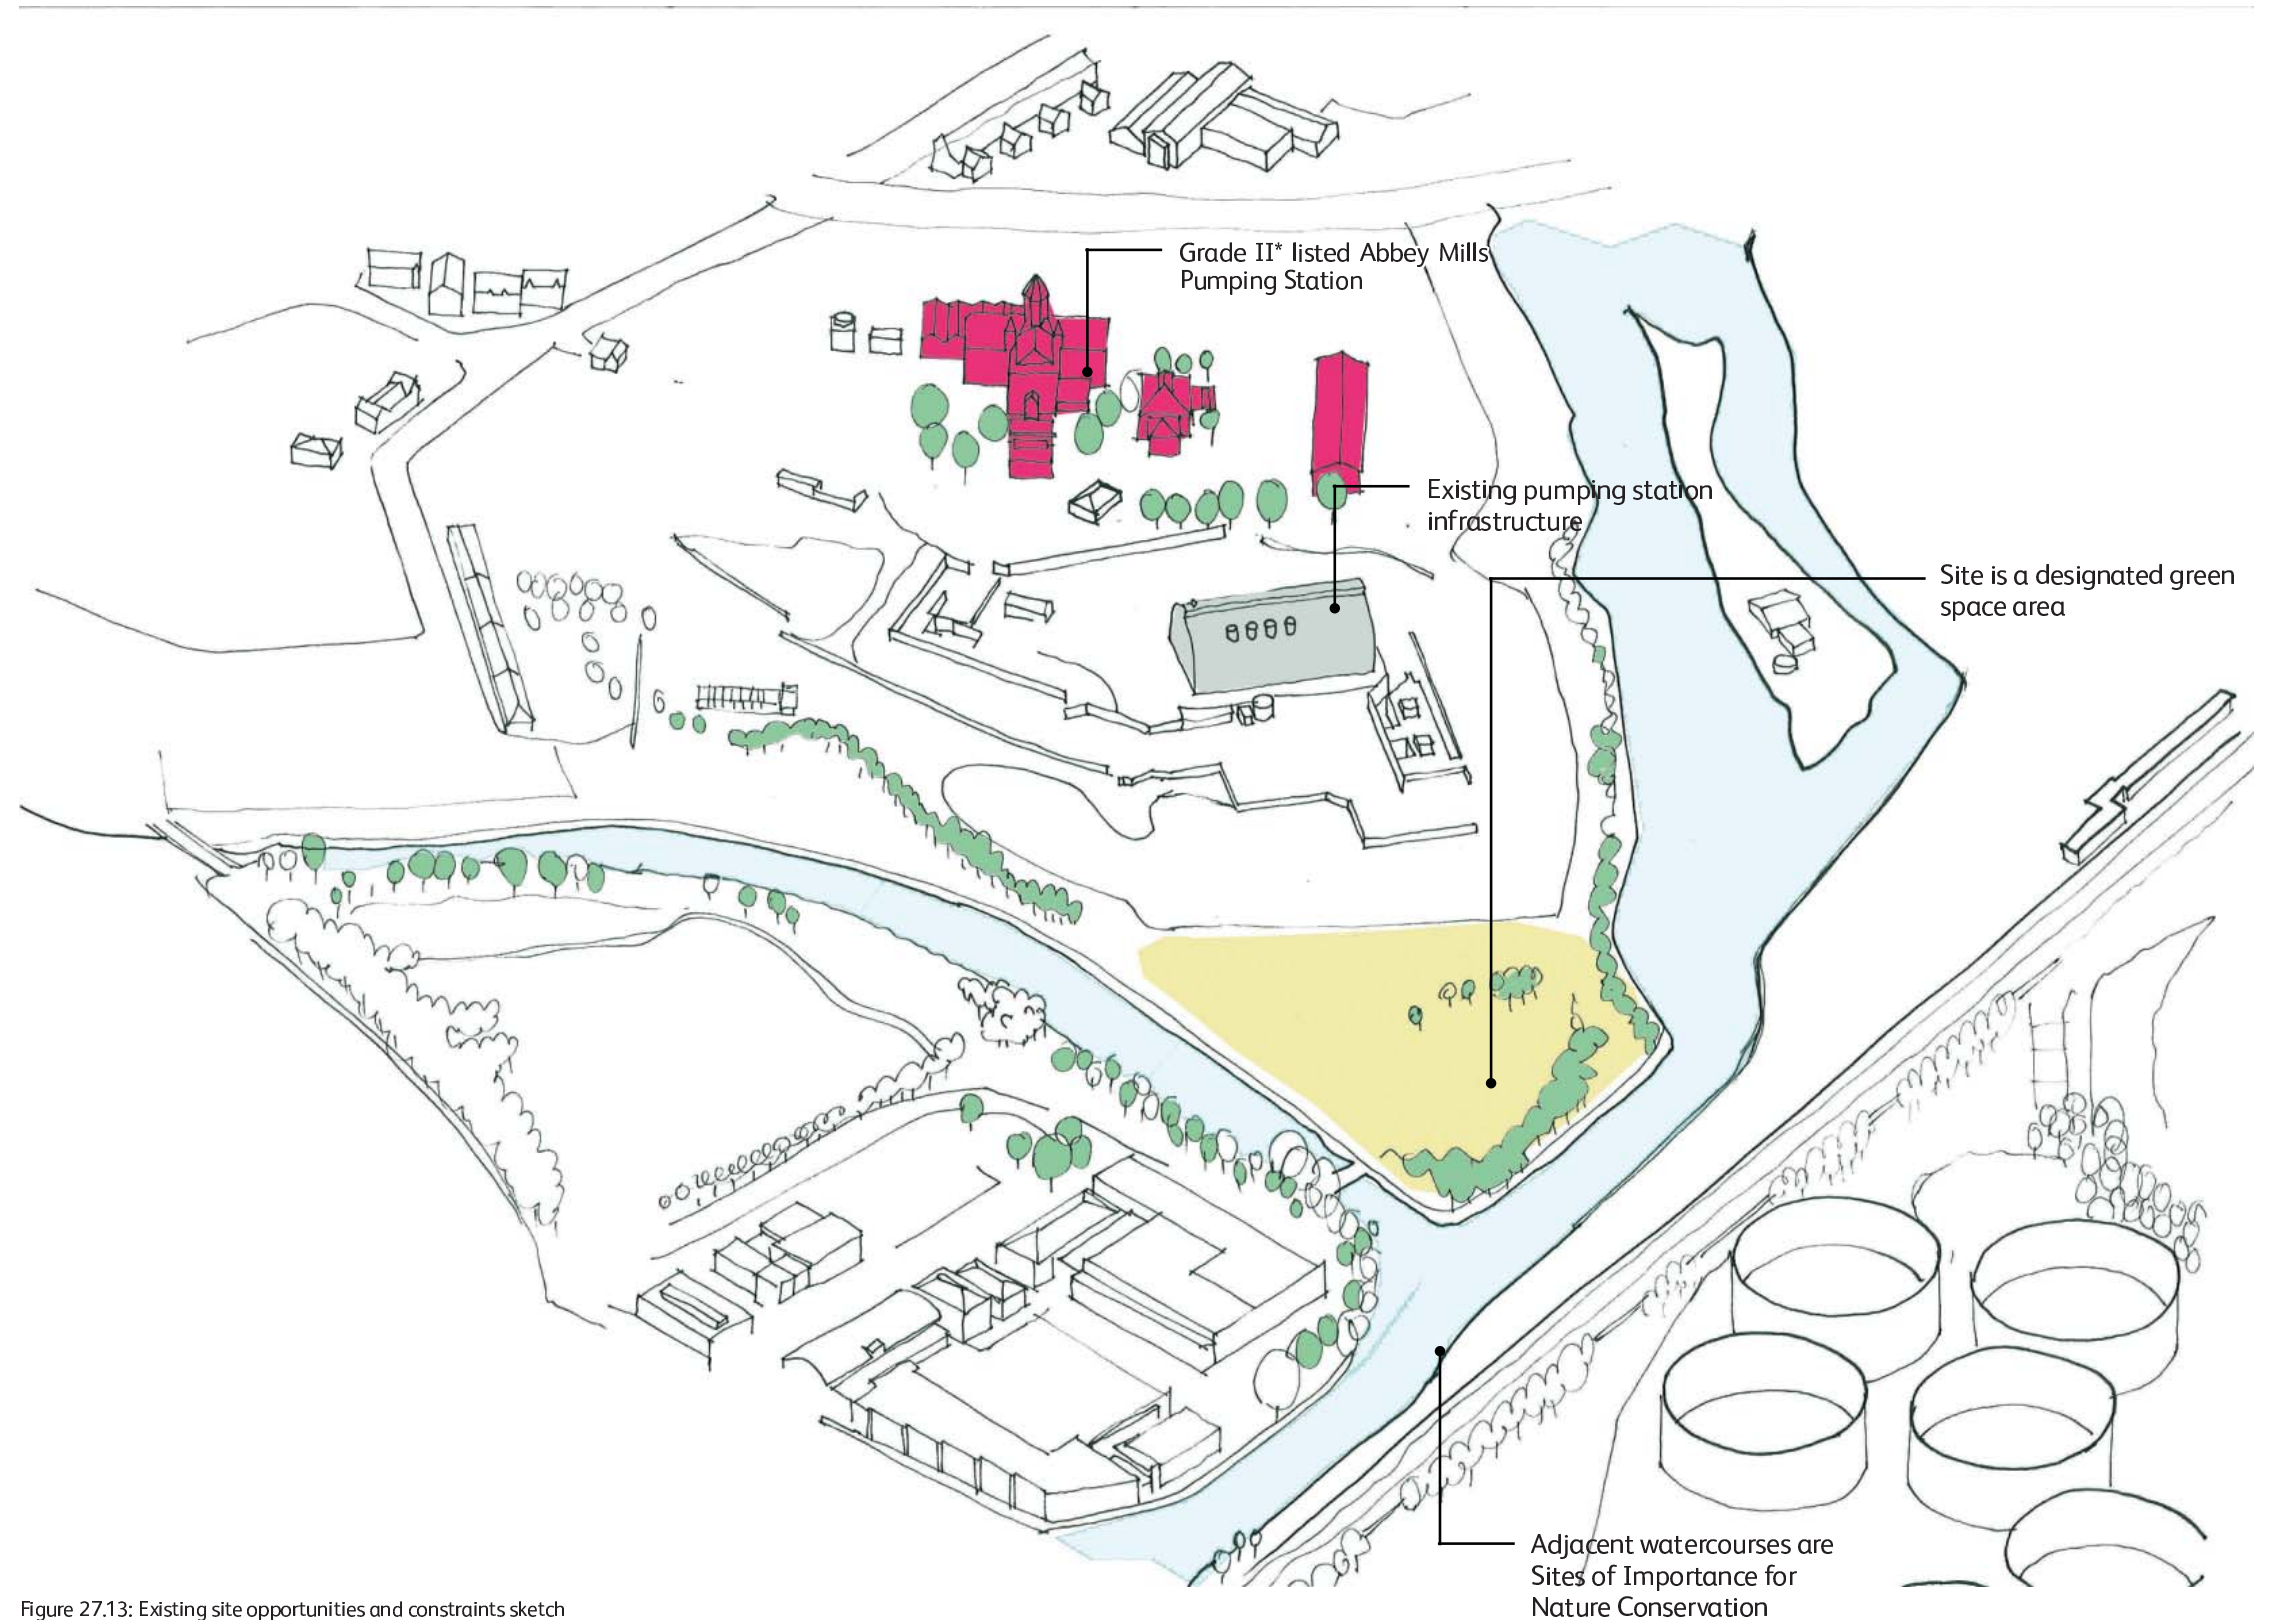 Grade II* listed Abbey Mills
Pumping Station
Existing pumping station
infrastructure
Site is a designated green
space area
Adjacent watercourses are
Sites of Importance for
Nature Conservation
Figure 27.13: Existing site opportunities and constraints sketch